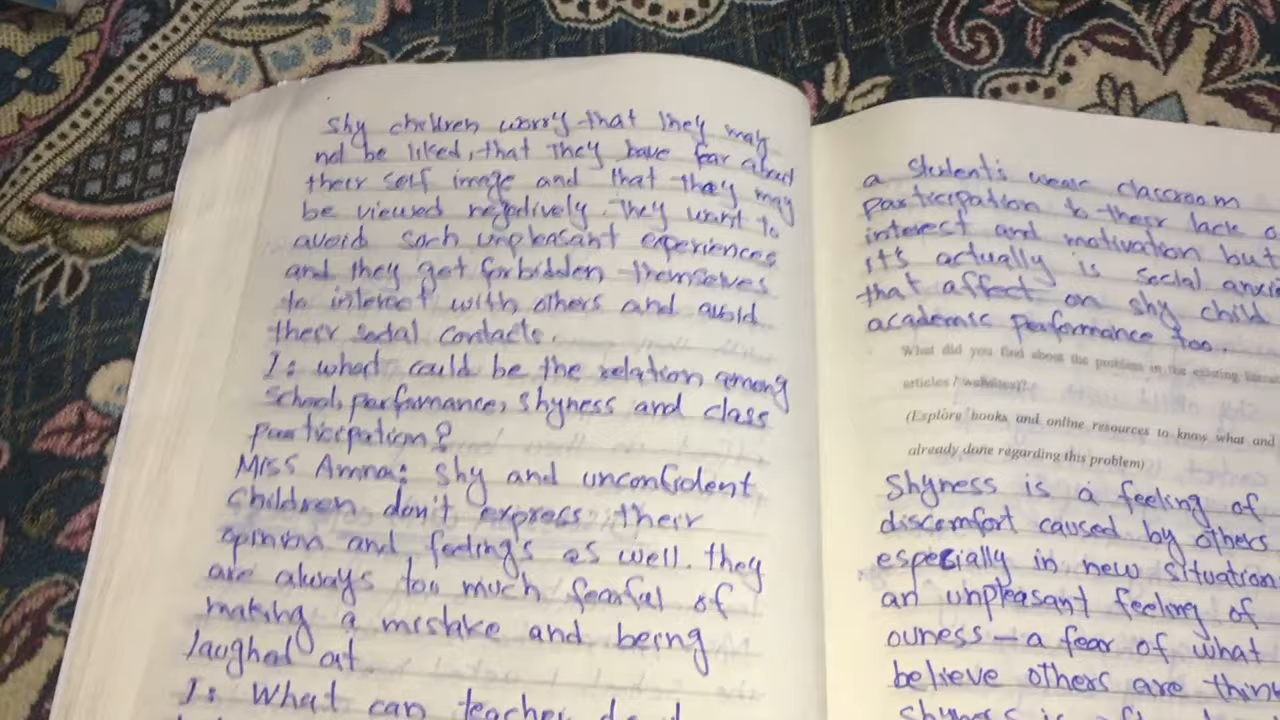 shy children worry that they may
not be liked, that they have fear about
their self image and that they may
be viewed negatively. They want to
avoid such unpleasant experiences
and they get forbidden themselves
to interect with others and avoid
their social contacts.
I: what could be the relation among
school, performance, shyness and class
participation?
Miss Amna: Shy and unconfident
children don't express their
opinion and feelings as well. they
are always too much fearful of
making a mistake and being
laughed at.
I: What can teacher do
a student's weak classroom
participation to their lack o
interest and motivation but
it's actually is social anxie
that affect on shy child
academic performance too.
What did you find about the problem in the existing
articles / websites)?
(Explore books and online resources to know what and
already done regarding this problem)
Shyness is a feeling of
discomfort caused by others
especially in new situation
an unpleasant feeling of
ouness – a fear of what
believe others are thin
shyness is